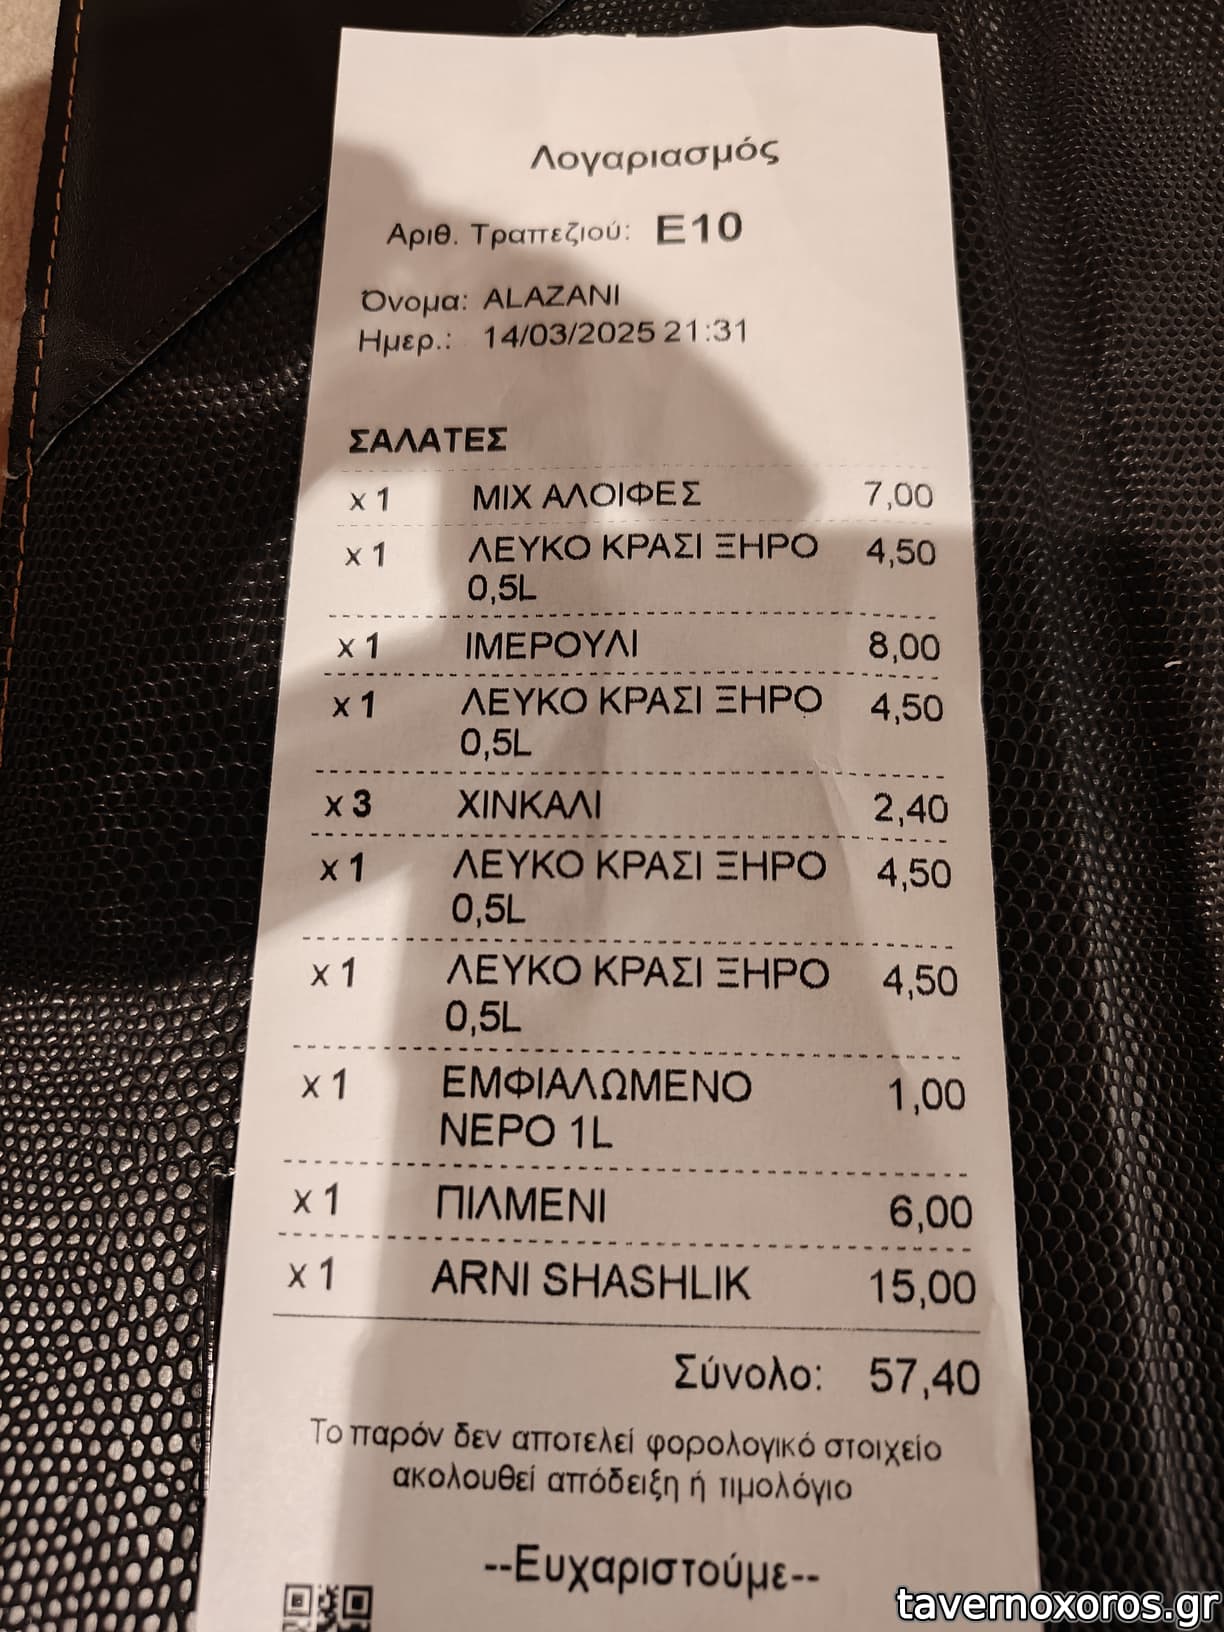 Λογαριασμός
Αριθ. Τραπεζιού: E10
Όνομα: ALAZANI
Ημερ.: 14/03/2025 21:31
ΣΑΛΑΤΕΣ
x 1 ΜΙΧ ΑΛΟΙΦΕΣ 7,00
x 1 ΛΕΥΚΟ ΚΡΑΣΙ ΞΗΡΟ 4,50
0,5L
x 1 ΙΜΕΡΟΥΛΙ 8,00
x 1 ΛΕΥΚΟ ΚΡΑΣΙ ΞΗΡΟ 4,50
0,5L
x 3 ΧΙΝΚΑΛΙ 2,40
x 1 ΛΕΥΚΟ ΚΡΑΣΙ ΞΗΡΟ 4,50
0,5L
x 1 ΛΕΥΚΟ ΚΡΑΣΙ ΞΗΡΟ 4,50
0,5L
x 1 ΕΜΦΙΑΛΩΜΕΝΟ 1,00
ΝΕΡΟ 1L
x 1 ΠΙΛΜΕΝΙ 6,00
x 1 ARNI SHASHLIK 15,00
Σύνολο: 57,40
Το παρόν δεν αποτελεί φορολογικό στοιχείο
ακολουθεί απόδειξη ή τιμολόγιο
--Ευχαριστούμε--
tavernoxoros.gr